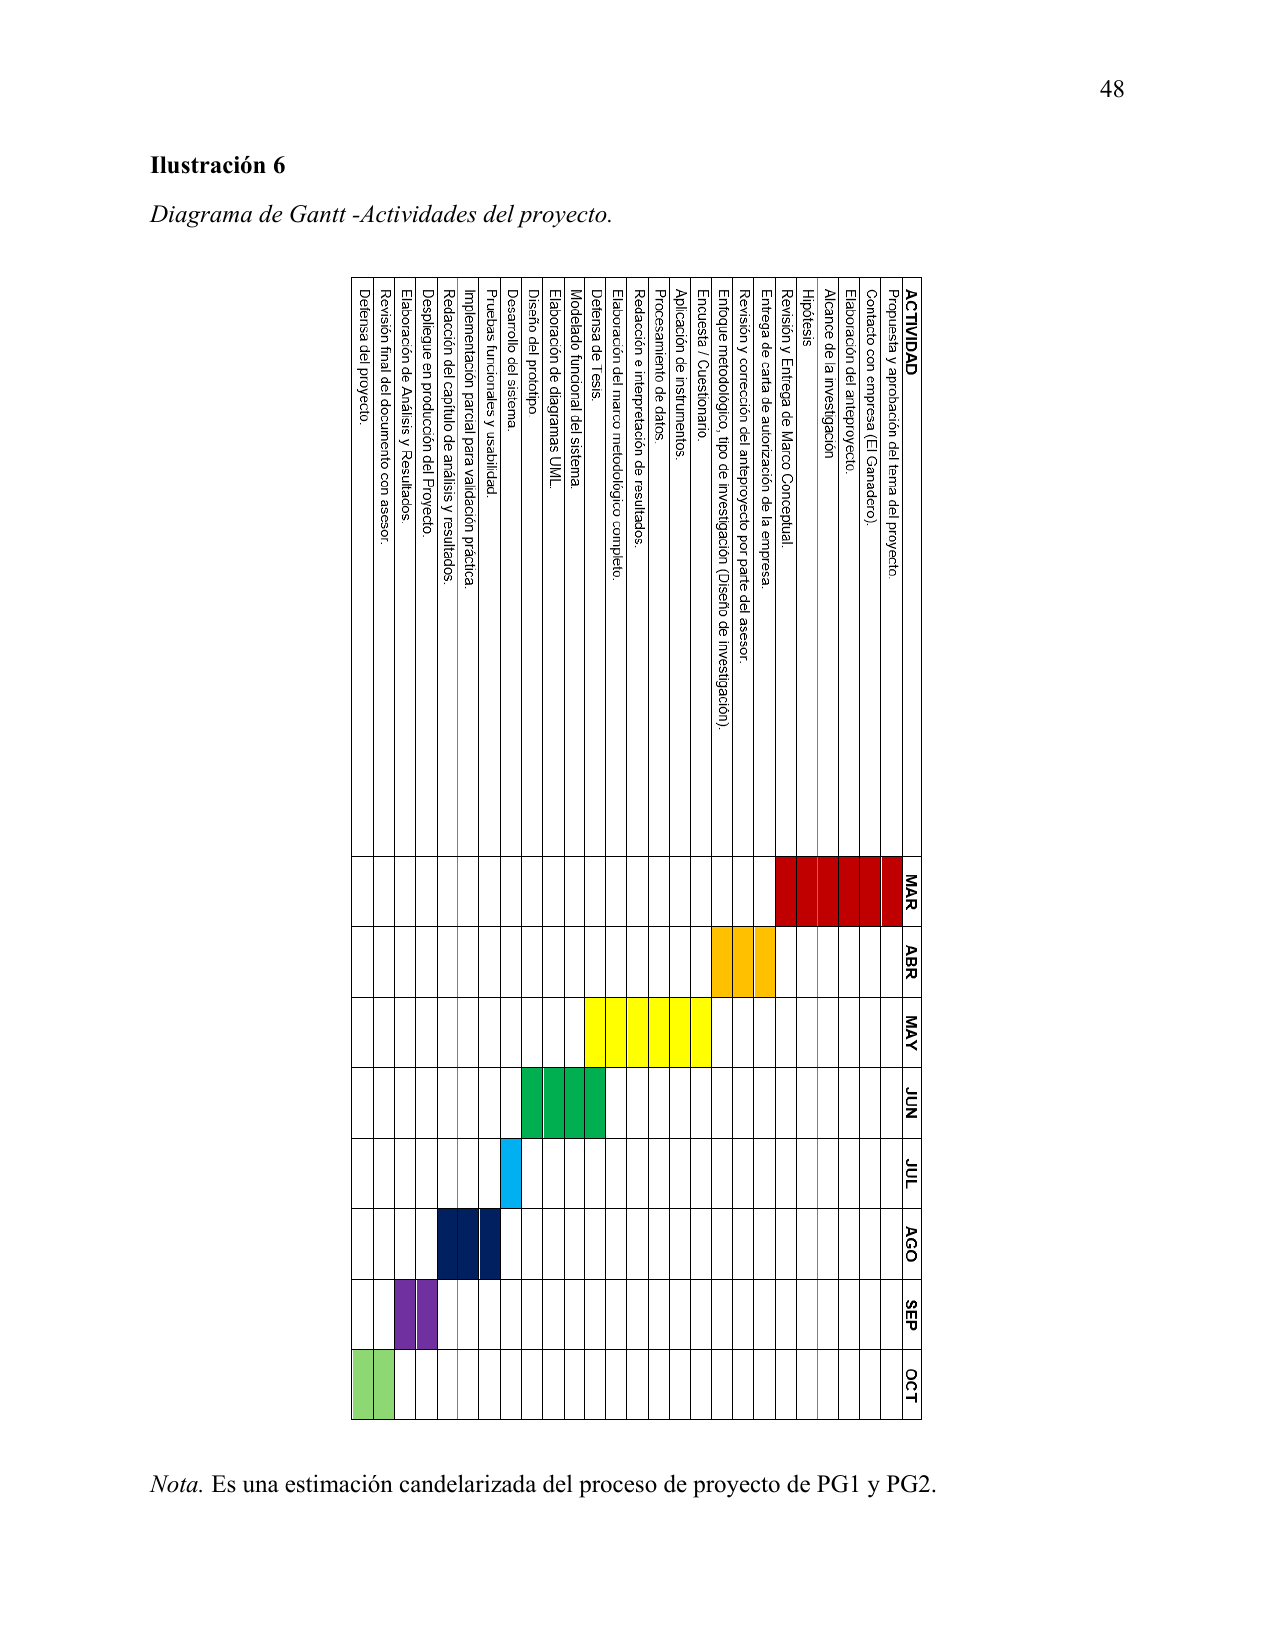 48
Ilustración 6
Diagrama de Gantt -Actividades del proyecto.
ACTIVIDAD MAR ABR MAY JUN JUL AGO SEP OCT
Propuesta y aprobación del tema del proyecto.
Contacto con empresa (El Ganadero).
Elaboración del anteproyecto.
Alcance de la investigación
Hipótesis
Revisión y Entrega de Marco Conceptual.
Entrega de carta de autorización de la empresa.
Revisión y corrección del anteproyecto por parte del asesor.
Enfoque metodológico, tipo de investigación (Diseño de investigación).
Encuesta / Cuestionario.
Aplicación de instrumentos.
Procesamiento de datos.
Redacción e interpretación de resultados.
Elaboración del marco metodológico completo.
Defensa de Tesis.
Modelado funcional del sistema.
Elaboración de diagramas UML.
Diseño del prototipo.
Desarrollo del sistema.
Pruebas funcionales y usabilidad.
Implementación parcial para validación práctica.
Redacción del capítulo de análisis y resultados.
Despliegue en producción del Proyecto.
Elaboración de Análisis y Resultados.
Revisión final del documento con asesor.
Defensa del proyecto.
Nota. Es una estimación candelarizada del proceso de proyecto de PG1 y PG2.